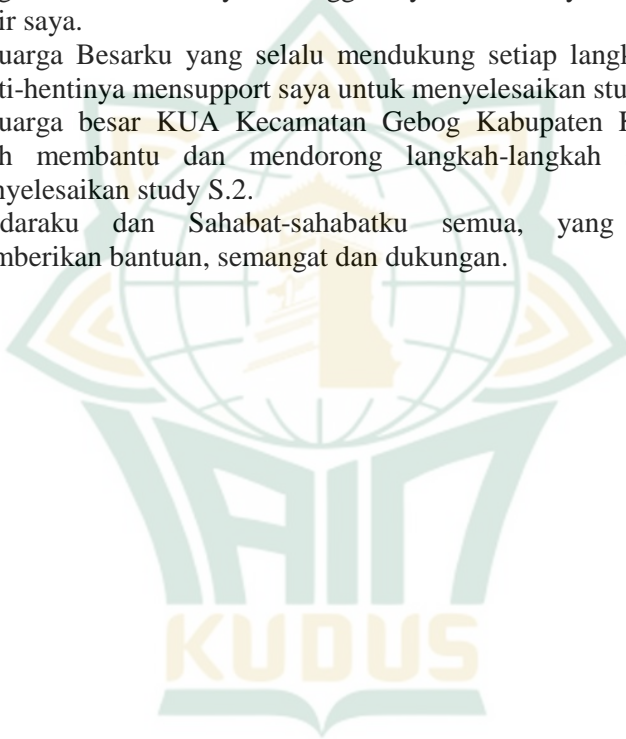 ir saya.
uarga Besarku yang selalu mendukung setiap langk
ti-hentinya mensupport saya untuk menyelesaikan stu
uarga besar KUA Kecamatan Gebog Kabupaten K
h membantu dan mendorong langkah-langkah
nyelesaikan study S.2.
daraku dan Sahabat-sahabatku semua, yang
mberikan bantuan, semangat dan dukungan.
IAIN
KUDUS